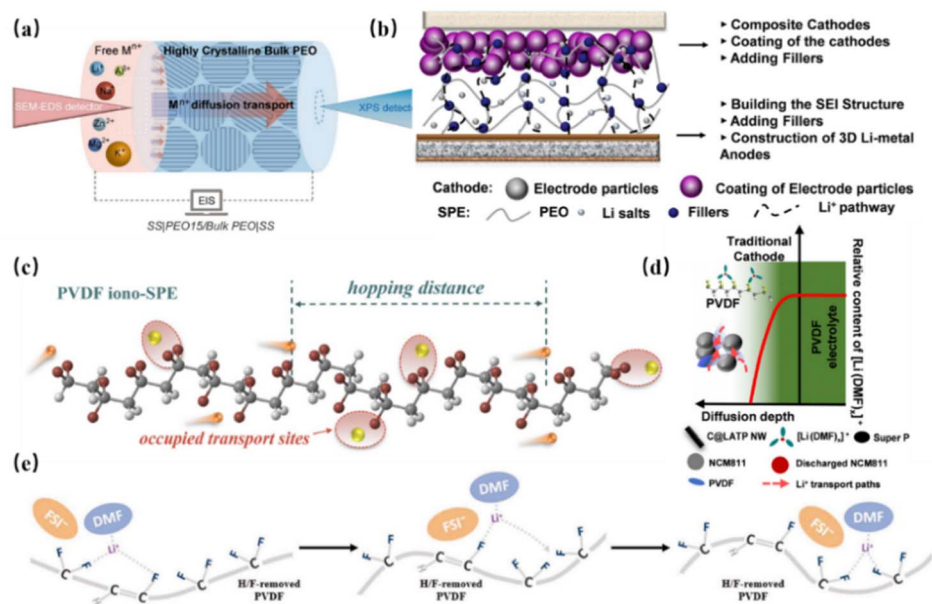 (a)
Free Mⁿ⁺
Highly Crystalline Bulk PEO
SEM-EDS detector
Mⁿ⁺ diffusion transport
XPS detect
Zn²⁺
EIS
SS|PEO15/Bulk PEO|SS
(b)
▸ Composite Cathodes
▸ Coating of the cathodes
▸ Adding Fillers
▸ Building the SEI Structure
▸ Adding Fillers
▸ Construction of 3D Li-metal
Anodes
Cathode: Electrode particles Coating of Electrode particles
SPE: PEO Li salts Fillers Li⁺ pathway
(c)
PVDF iono-SPE
hopping distance
occupied transport sites
(d)
Traditional
Cathode
PVDF
PVDF
electrolyte
Relative content of [Li(DMF)ₓ]⁺
Diffusion depth
C@LATP NW [Li(DMF)ₓ]⁺ Super P
NCM811 Discharged NCM811
PVDF Li⁺ transport paths
(e)
FSI⁻
DMF
Li⁺
F
F
F
F
F
F
C
C
C
C
C
H/F-removed
PVDF
DMF
FSI⁻
Li⁺
F
F
F
F
F
F
C
C
C
C
C
H/F-removed
PVDF
FSI⁻
DMF
Li⁺
F
F
F
F
F
F
C
C
C
C
C
H/F-removed
PVDF